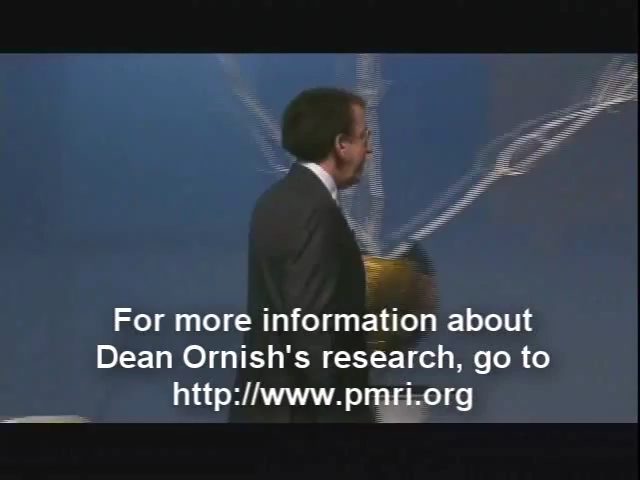 For more information about
Dean Ornish's research, go to
http://www.pmri.org